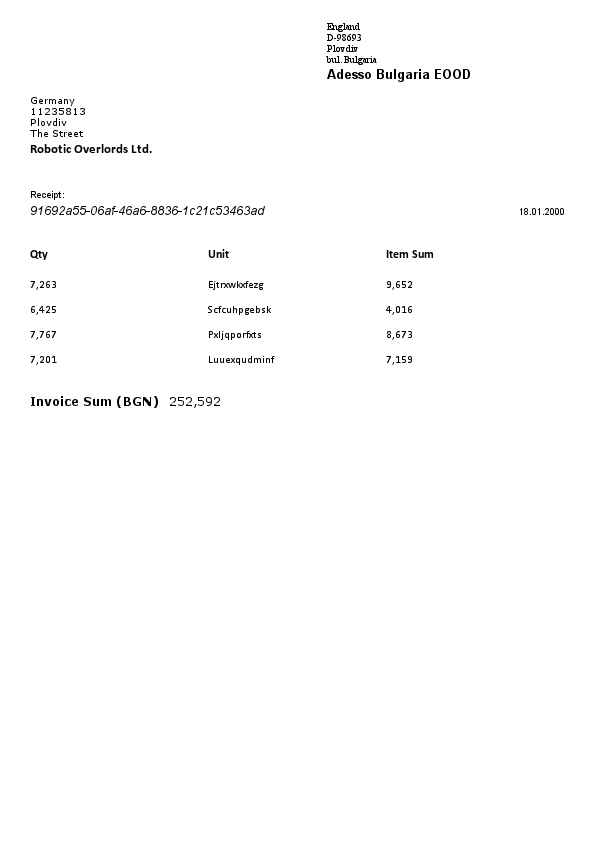 England
D-98693
Plovdiv
bul. Bulgaria
Adesso Bulgaria EOOD
Germany
11235813
Plovdiv
The Street
Robotic Overlords Ltd.
Receipt:
91692a55-06af-46a6-8836-1c21c53463ad 18.01.2000
Qty Unit Item Sum
7,263 Ejtrxwkxfezg 9,652
6,425 Scfcuhpgebsk 4,016
7,767 Pxljqporfxts 8,673
7,201 Luuexqudminf 7,159
Invoice Sum (BGN) 252,592